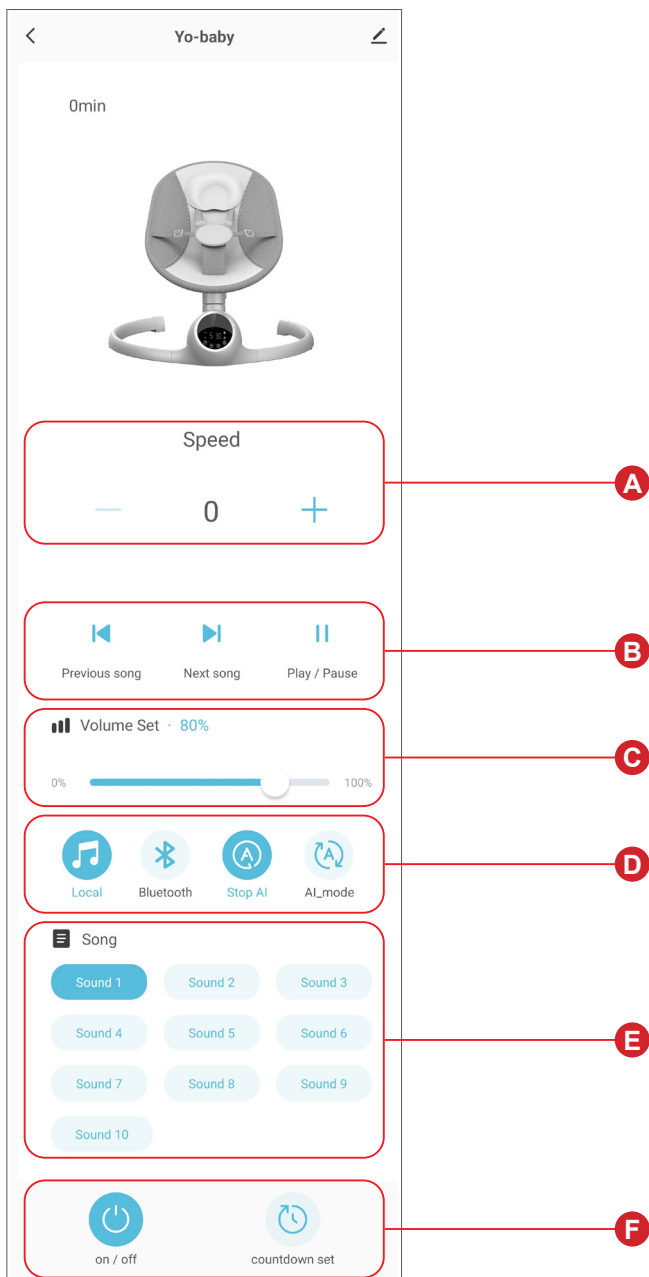 Yo-baby
0min
Speed
0
A
Previous song Next song Play / Pause
B
Volume Set · 80%
0% 100%
C
Local Bluetooth Stop AI AI_mode
D
Song
Sound 1 Sound 2 Sound 3
Sound 4 Sound 5 Sound 6
E
Sound 7 Sound 8 Sound 9
Sound 10
on / off countdown set
F